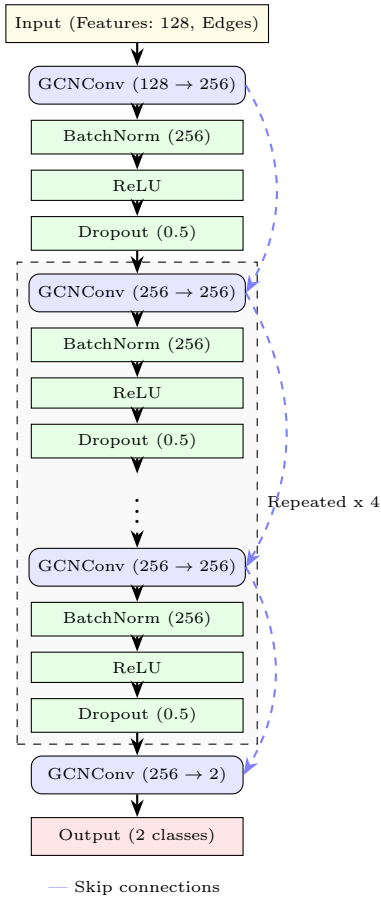 Input (Features: 128, Edges)
GCNConv (128 → 256)
BatchNorm (256)
ReLU
Dropout (0.5)
GCNConv (256 → 256)
BatchNorm (256)
ReLU
Dropout (0.5)
⋮
Repeated x 4
GCNConv (256 → 256)
BatchNorm (256)
ReLU
Dropout (0.5)
GCNConv (256 → 2)
Output (2 classes)
— Skip connections